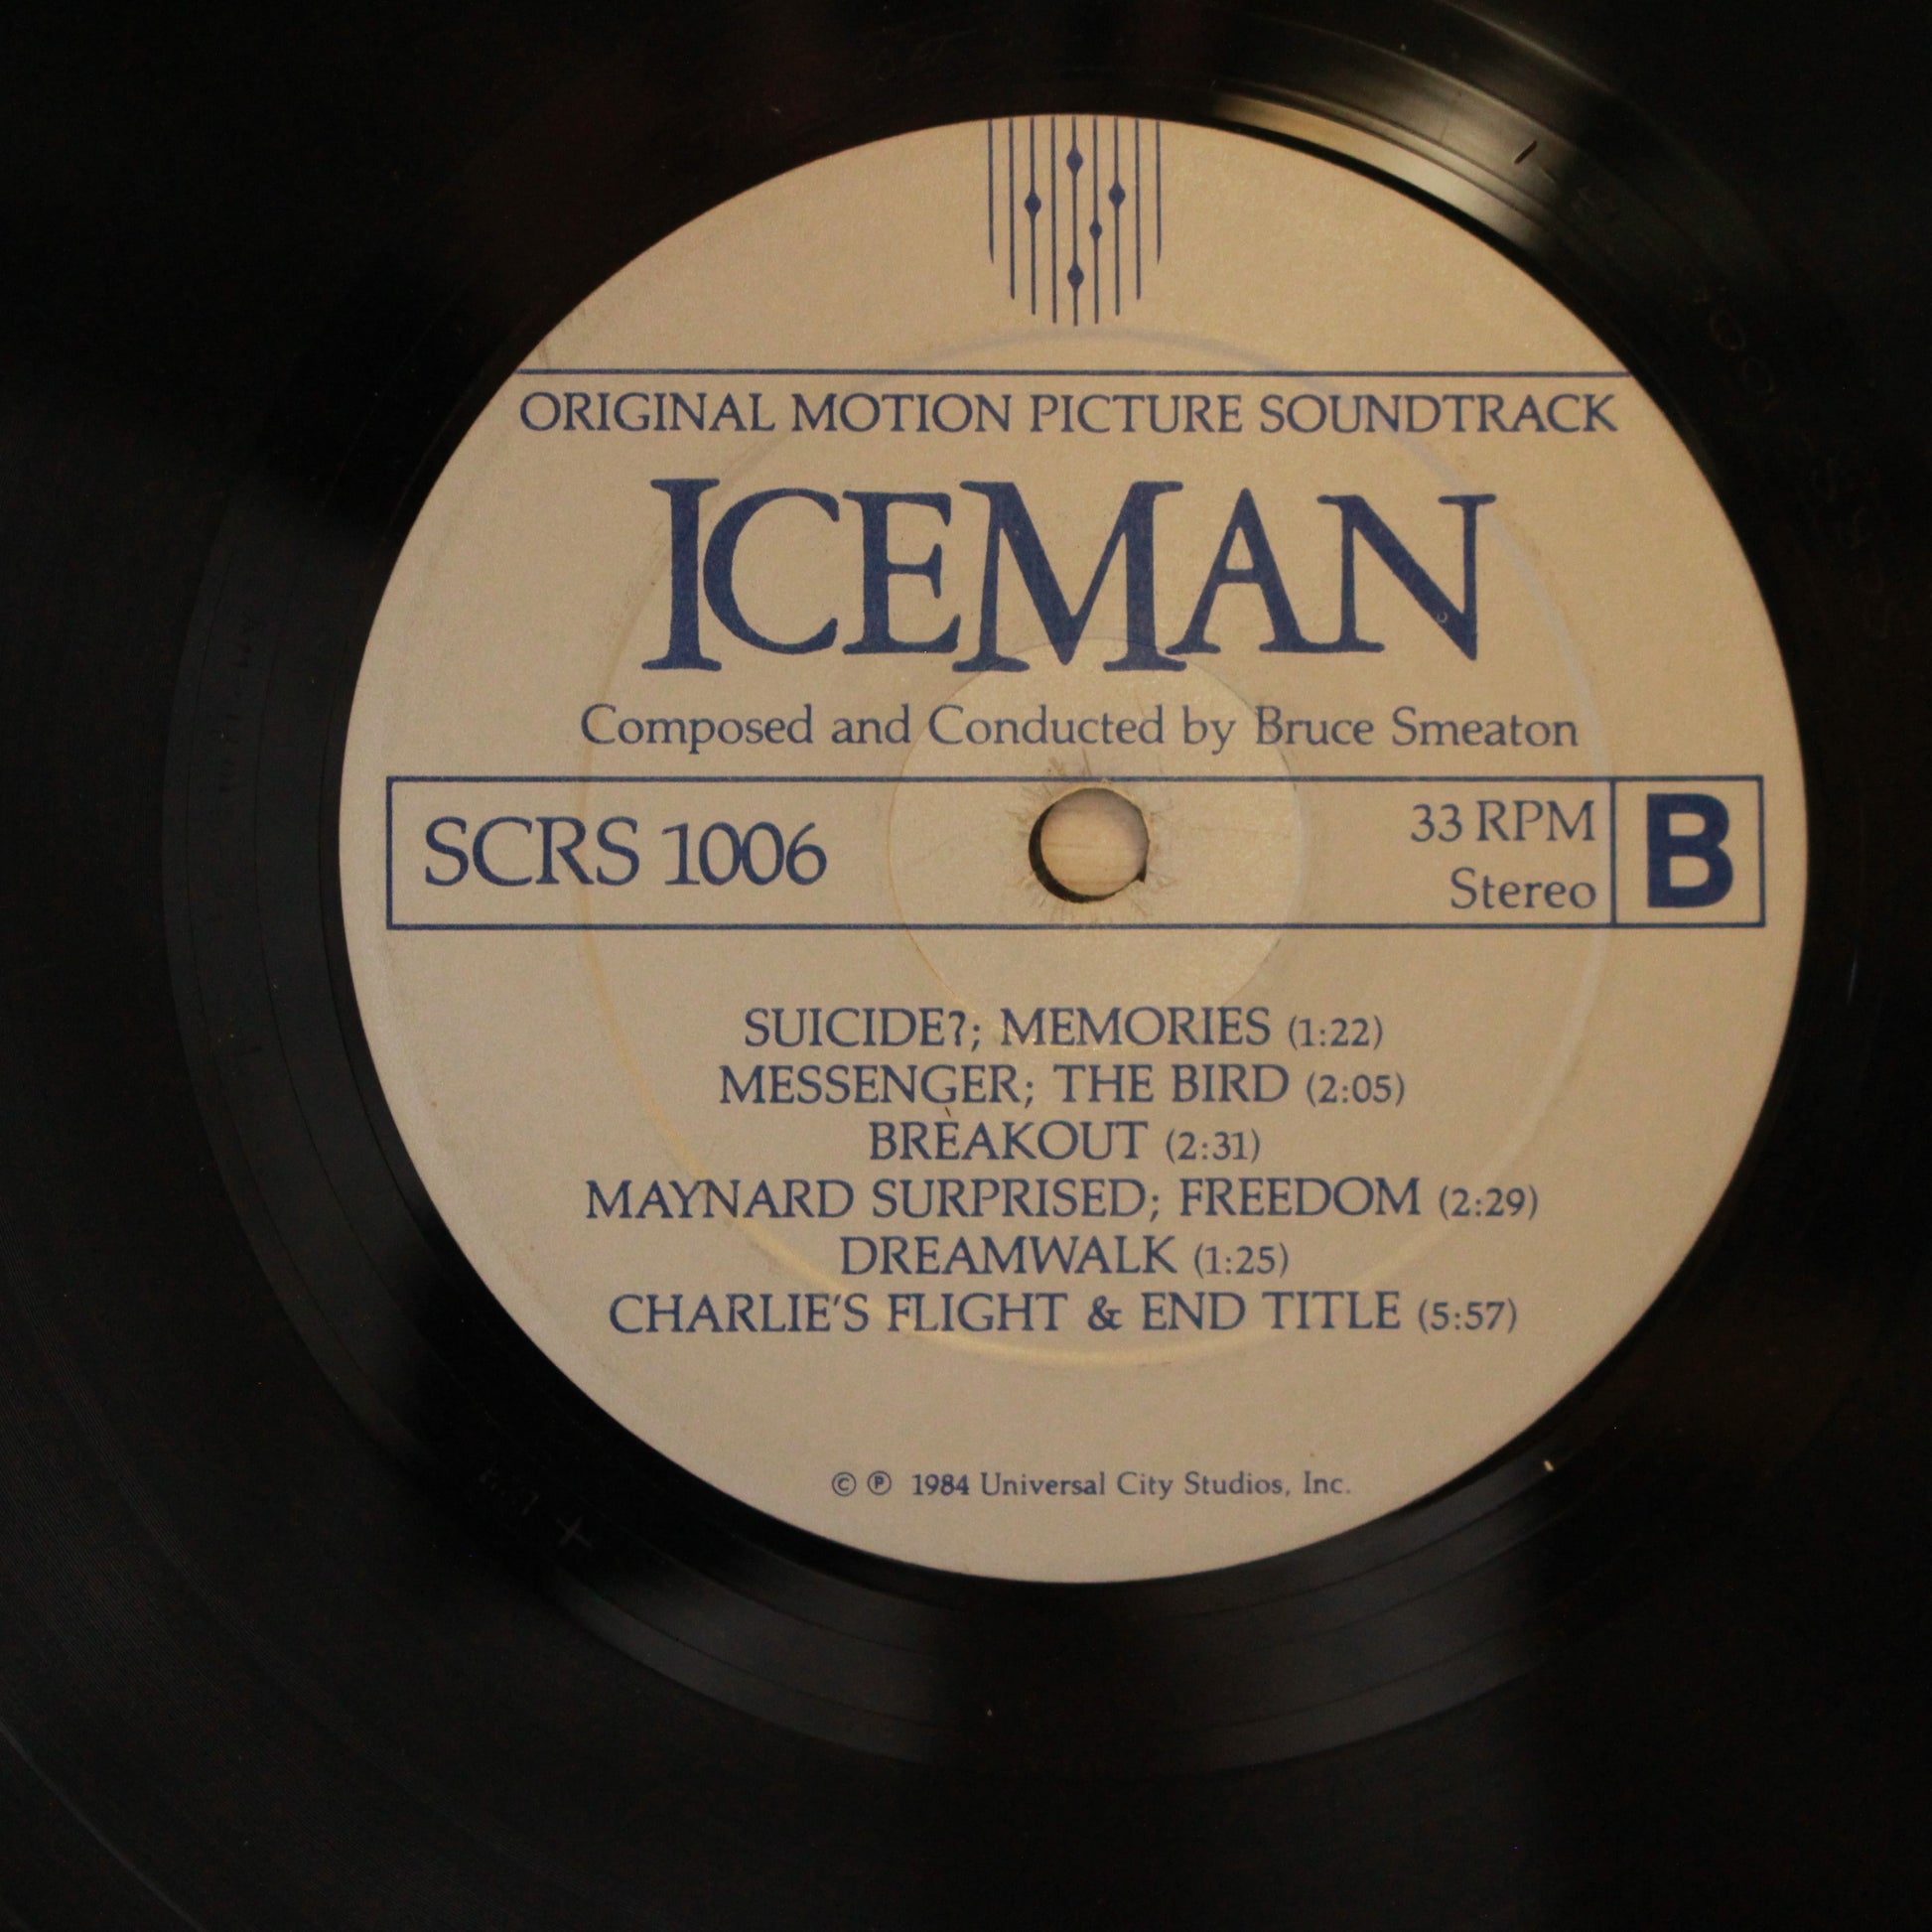 ORIGINAL MOTION PICTURE SOUNDTRACK
ICEMAN
Composed and Conducted by Bruce Smeaton
SCRS 1006
33 RPM
Stereo
B
SUICIDE?; MEMORIES (1:22)
MESSENGER; THE BIRD (2:05)
BREAKOUT (2:31)
MAYNARD SURPRISED; FREEDOM (2:29)
DREAMWALK (1:25)
CHARLIE'S FLIGHT & END TITLE (5:57)
© ℗ 1984 Universal City Studios, Inc.